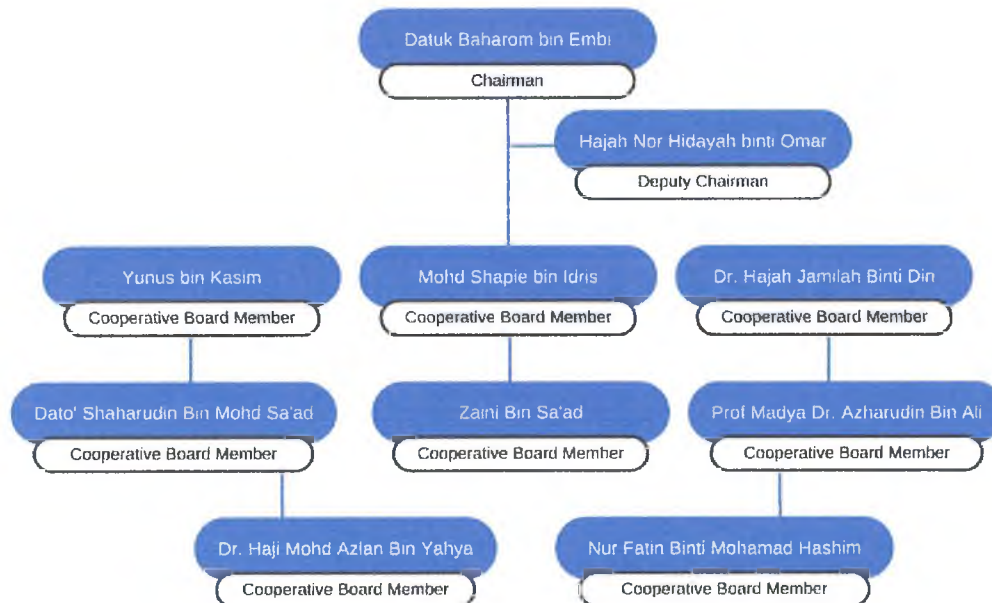 Datuk Baharom bin Embi
Chairman
Hajah Nor Hidayah binti Omar
Deputy Chairman
Yunus bin Kasim
Cooperative Board Member
Mohd Shapie bin Idris
Cooperative Board Member
Dr. Hajah Jamilah Binti Din
Cooperative Board Member
Dato' Shaharudin Bin Mohd Sa'ad
Cooperative Board Member
Zaini Bin Sa'ad
Cooperative Board Member
Prof Madya Dr. Azharudin Bin Ali
Cooperative Board Member
Dr. Haji Mohd Azlan Bin Yahya
Cooperative Board Member
Nur Fatin Binti Mohamad Hashim
Cooperative Board Member